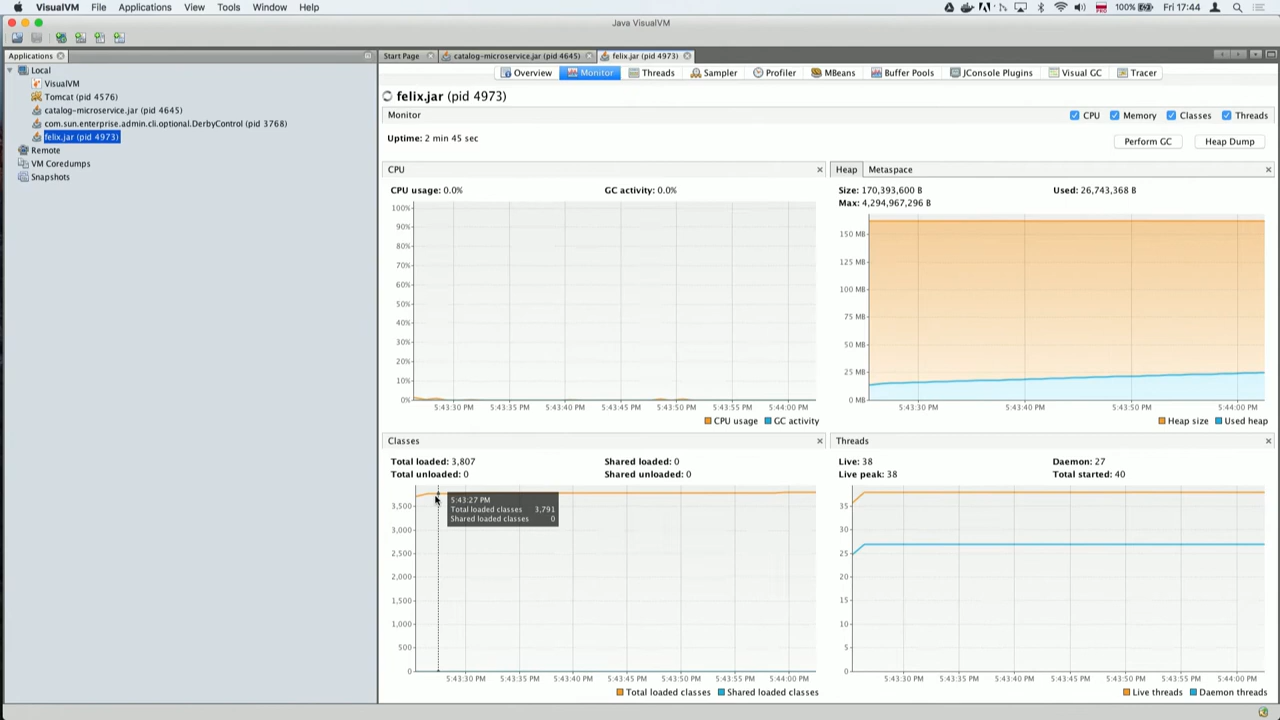 VisualVM File Applications View Tools Window Help 100% Fri 17:44
Java VisualVM
Applications
Local
VisualVM
Tomcat (pid 4576)
catalog-microservice.jar (pid 4645)
com.sun.enterprise.admin.cli.optional.DerbyControl (pid 3768)
felix.jar (pid 4973)
Remote
VM Coredumps
Snapshots
Start Page catalog-microservice.jar (pid 4645) felix.jar (pid 4973)
Overview Monitor Threads Sampler Profiler MBeans Buffer Pools JConsole Plugins Visual GC Tracer
felix.jar (pid 4973)
Monitor CPU Memory Classes Threads
Uptime: 2 min 45 sec Perform GC Heap Dump
CPU
CPU usage: 0.0% GC activity: 0.0%
100%
90%
80%
70%
60%
50%
40%
30%
20%
10%
0%
5:43:30 PM 5:43:35 PM 5:43:40 PM 5:43:45 PM 5:43:50 PM 5:43:55 PM 5:44:00 PM
CPU usage GC activity
Heap Metaspace
Size: 170,393,600 B Used: 26,743,368 B
Max: 4,294,967,296 B
150 MB
125 MB
100 MB
75 MB
50 MB
25 MB
0 MB
5:43:30 PM 5:43:40 PM 5:43:50 PM 5:44:00 PM
Heap size Used heap
Classes
Total loaded: 3,807 Shared loaded: 0
Total unloaded: 0 Shared unloaded: 0
5:43:27 PM
Total loaded classes 3,791
Shared loaded classes 0
3,500
3,000
2,500
2,000
1,500
1,000
500
0
5:43:30 PM 5:43:35 PM 5:43:40 PM 5:43:45 PM 5:43:50 PM 5:43:55 PM 5:44:00 PM
Total loaded classes Shared loaded classes
Threads
Live: 38 Daemon: 27
Live peak: 38 Total started: 40
35
30
25
20
15
10
5
0
5:43:30 PM 5:43:35 PM 5:43:40 PM 5:43:45 PM 5:43:50 PM 5:43:55 PM 5:44:00 PM
Live threads Daemon threads